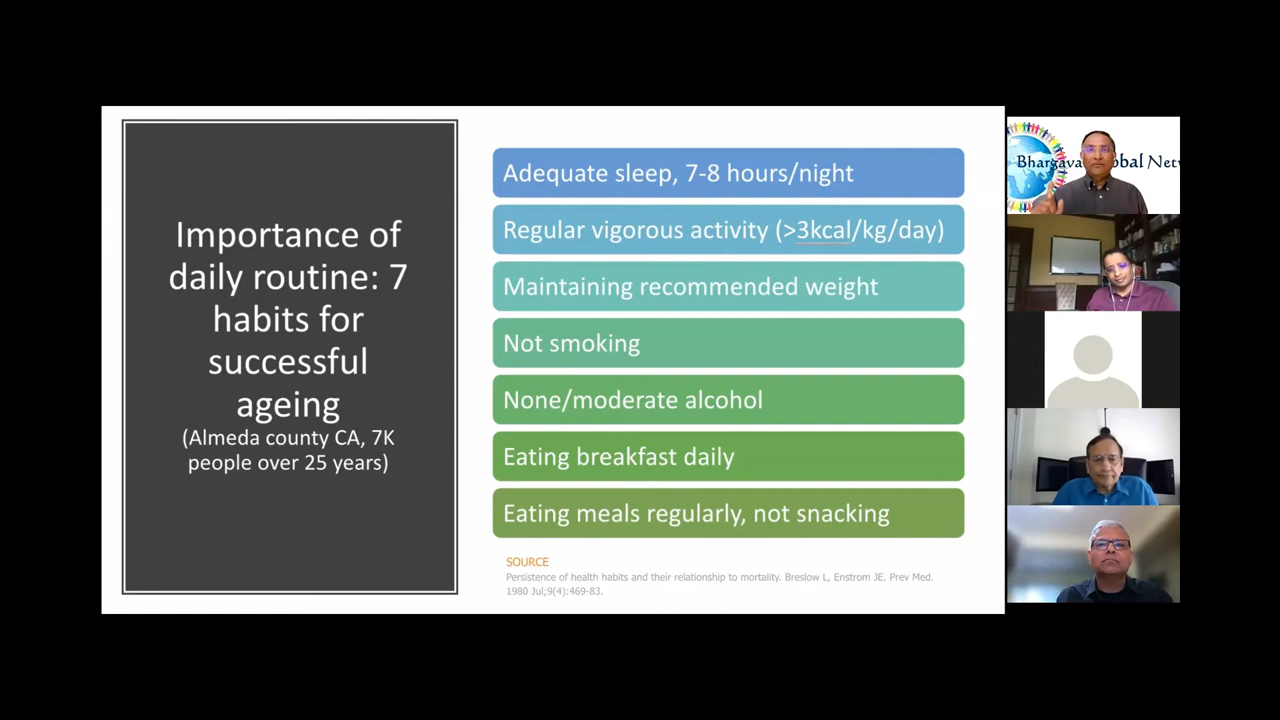 Importance of
daily routine: 7
habits for
successful
ageing
(Almeda county CA, 7K
people over 25 years)
Adequate sleep, 7-8 hours/night
Regular vigorous activity (>3kcal/kg/day)
Maintaining recommended weight
Not smoking
None/moderate alcohol
Eating breakfast daily
Eating meals regularly, not snacking
SOURCE
Persistence of health habits and their relationship to mortality. Breslow L, Enstrom JE. Prev Med.
1980 Jul;9(4):469-83.